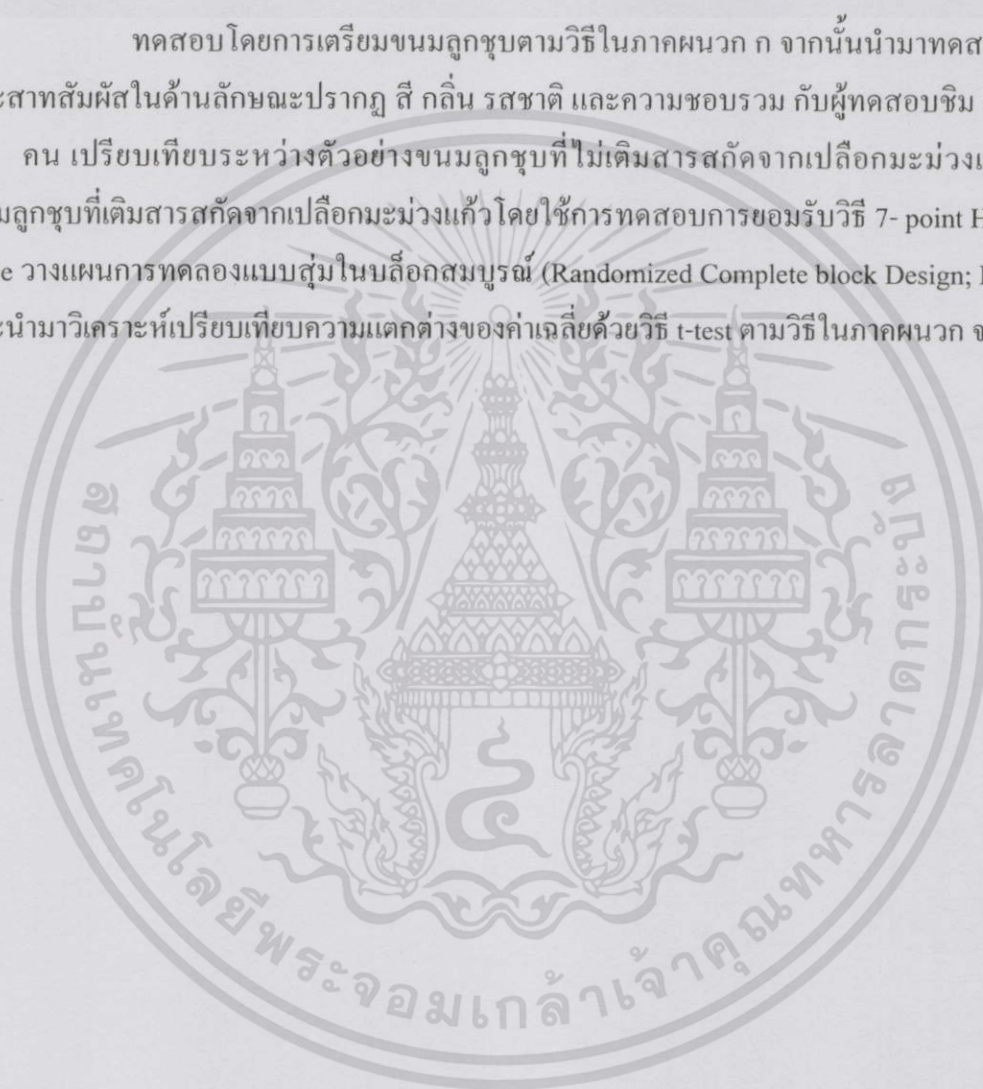 ทดสอบโดยการเตรียมขนมลูกชุบตามวิธีในภาคผนวก ก จากนั้นนำมาทดส
ะสาทสัมผัสในด้านลักษณะปรากฏ สี กลิ่น รสชาติ และความชอบรวม กับผู้ทดสอบชิม
คน เปรียบเทียบระหว่างตัวอย่างขนมลูกชุบที่ไม่เติมสารสกัดจากเปลือกมะม่วงแ
มลูกชุบที่เติมสารสกัดจากเปลือกมะม่วงแก้วโดยใช้การทดสอบการยอมรับวิธี 7- point H
e วางแผนการทดลองแบบสุ่มในบล็อกสมบูรณ์ (Randomized Complete block Design;
ะนำมาวิเคราะห์เปรียบเทียบความแตกต่างของค่าเฉลี่ยด้วยวิธี t-test ตามวิธีในภาคผนวก จ
สถาบันเทคโนโลยีพระจอมเกล้าเจ้าคุณทหารลาดกระบัง
๔